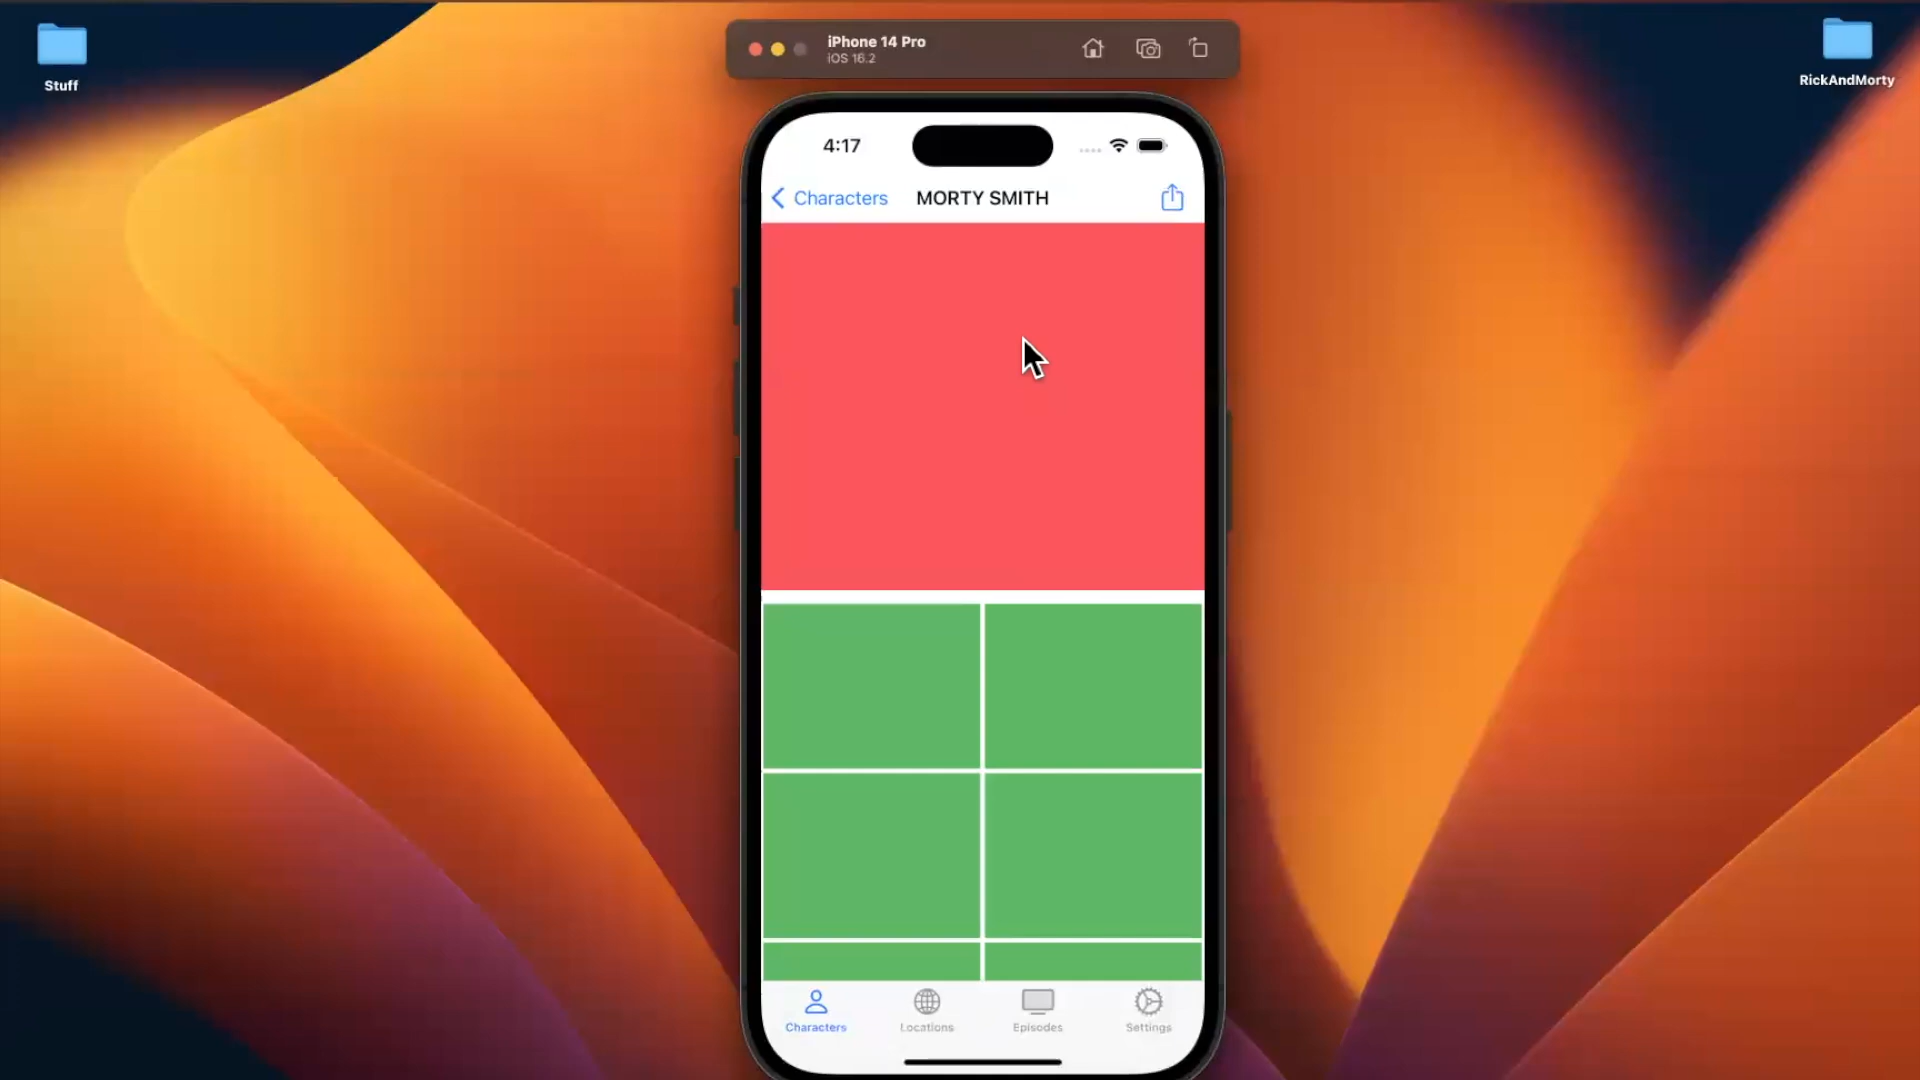 Stuff
iPhone 14 Pro
iOS 16.2
RickAndMorty
4:17
Characters
MORTY SMITH
Characters
Locations
Episodes
Settings